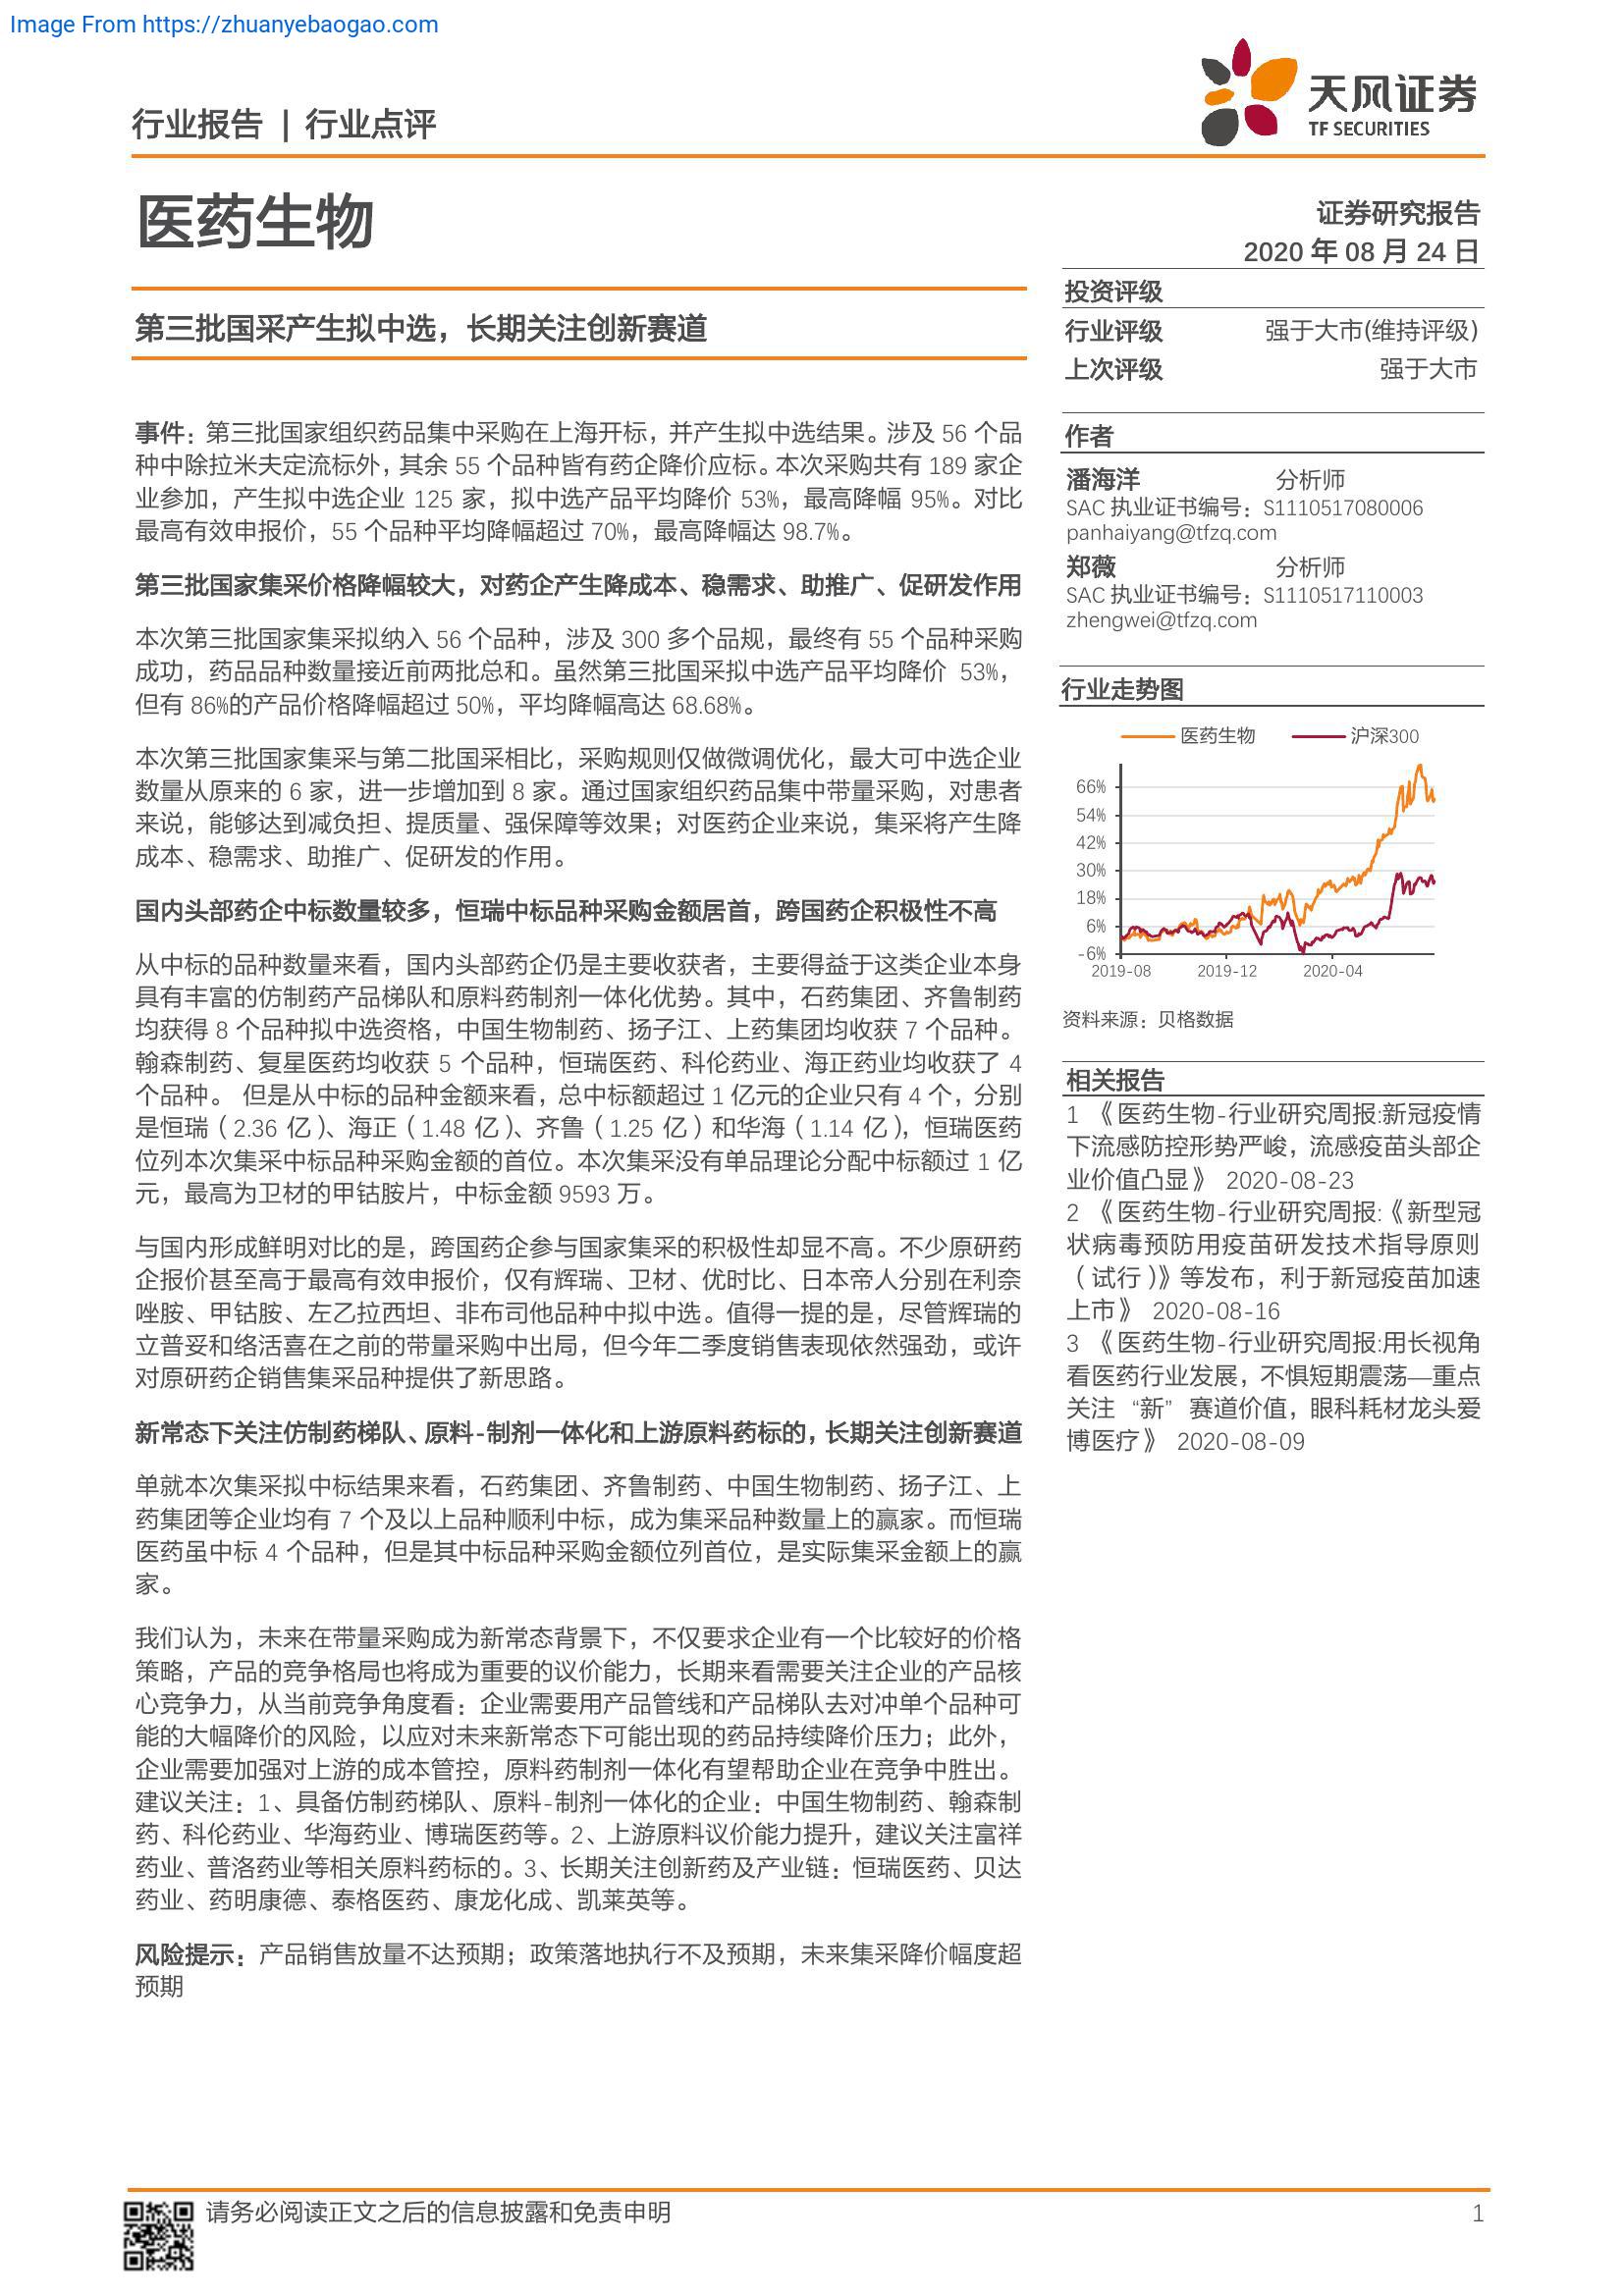 Image From https://zhuanyebaogao.com
行业报告 | 行业点评
天风证券
TF SECURITIES
医药生物
证券研究报告
2020 年 08 月 24 日
第三批国采产生拟中选，长期关注创新赛道
投资评级
行业评级 强于大市(维持评级)
上次评级 强于大市
事件：第三批国家组织药品集中采购在上海开标，并产生拟中选结果。涉及 56 个品
种中除拉米夫定流标外，其余 55 个品种皆有药企降价应标。本次采购共有 189 家企
业参加，产生拟中选企业 125 家，拟中选产品平均降价 53%，最高降幅 95%。对比
最高有效申报价，55 个品种平均降幅超过 70%，最高降幅达 98.7%。
第三批国家集采价格降幅较大，对药企产生降成本、稳需求、助推广、促研发作用
本次第三批国家集采拟纳入 56 个品种，涉及 300 多个品规，最终有 55 个品种采购
成功，药品品种数量接近前两批总和。虽然第三批国采拟中选产品平均降价 53%，
但有 86%的产品价格降幅超过 50%，平均降幅高达 68.68%。
本次第三批国家集采与第二批国采相比，采购规则仅做微调优化，最大可中选企业
数量从原来的 6 家，进一步增加到 8 家。通过国家组织药品集中带量采购，对患者
来说，能够达到减负担、提质量、强保障等效果；对医药企业来说，集采将产生降
成本、稳需求、助推广、促研发的作用。
国内头部药企中标数量较多，恒瑞中标品种采购金额居首，跨国药企积极性不高
从中标的品种数量来看，国内头部药企仍是主要收获者，主要得益于这类企业本身
具有丰富的仿制药产品梯队和原料药制剂一体化优势。其中，石药集团、齐鲁制药
均获得 8 个品种拟中选资格，中国生物制药、扬子江、上药集团均收获 7 个品种。
翰森制药、复星医药均收获 5 个品种，恒瑞医药、科伦药业、海正药业均收获了 4
个品种。 但是从中标的品种金额来看，总中标额超过 1 亿元的企业只有 4 个，分别
是恒瑞（2.36 亿）、海正（1.48 亿）、齐鲁（1.25 亿）和华海（1.14 亿），恒瑞医药
位列本次集采中标品种采购金额的首位。本次集采没有单品理论分配中标额过 1 亿
元，最高为卫材的甲钴胺片，中标金额 9593 万。
与国内形成鲜明对比的是，跨国药企参与国家集采的积极性却显不高。不少原研药
企报价甚至高于最高有效申报价，仅有辉瑞、卫材、优时比、日本帝人分别在利奈
唑胺、甲钴胺、左乙拉西坦、非布司他品种中拟中选。值得一提的是，尽管辉瑞的
立普妥和络活喜在之前的带量采购中出局，但今年二季度销售表现依然强劲，或许
对原研药企销售集采品种提供了新思路。
新常态下关注仿制药梯队、原料-制剂一体化和上游原料药标的，长期关注创新赛道
单就本次集采拟中标结果来看，石药集团、齐鲁制药、中国生物制药、扬子江、上
药集团等企业均有 7 个及以上品种顺利中标，成为集采品种数量上的赢家。而恒瑞
医药虽中标 4 个品种，但是其中标品种采购金额位列首位，是实际集采金额上的赢
家。
我们认为，未来在带量采购成为新常态背景下，不仅要求企业有一个比较好的价格
策略，产品的竞争格局也将成为重要的议价能力，长期来看需要关注企业的产品核
心竞争力，从当前竞争角度看：企业需要用产品管线和产品梯队去对冲单个品种可
能的大幅降价的风险，以应对未来新常态下可能出现的药品持续降价压力；此外，
企业需要加强对上游的成本管控，原料药制剂一体化有望帮助企业在竞争中胜出。
建议关注：1、具备仿制药梯队、原料-制剂一体化的企业：中国生物制药、翰森制
药、科伦药业、华海药业、博瑞医药等。2、上游原料议价能力提升，建议关注富祥
药业、普洛药业等相关原料药标的。3、长期关注创新药及产业链：恒瑞医药、贝达
药业、药明康德、泰格医药、康龙化成、凯莱英等。
风险提示：产品销售放量不达预期；政策落地执行不及预期，未来集采降价幅度超
预期
作者
潘海洋 分析师
SAC 执业证书编号：S1110517080006
panhaiyang@tfzq.com
郑薇 分析师
SAC 执业证书编号：S1110517110003
zhengwei@tfzq.com
行业走势图
医药生物 沪深300
66%
54%
42%
30%
18%
6%
-6%
2019-08 2019-12 2020-04
资料来源：贝格数据
相关报告
1 《医药生物-行业研究周报:新冠疫情
下流感防控形势严峻，流感疫苗头部企
业价值凸显》 2020-08-23
2 《医药生物-行业研究周报:《新型冠
状病毒预防用疫苗研发技术指导原则
（试行）》等发布，利于新冠疫苗加速
上市》 2020-08-16
3 《医药生物-行业研究周报:用长视角
看医药行业发展，不惧短期震荡—重点
关注 “新” 赛道价值，眼科耗材龙头爱
博医疗》 2020-08-09
请务必阅读正文之后的信息披露和免责申明
1